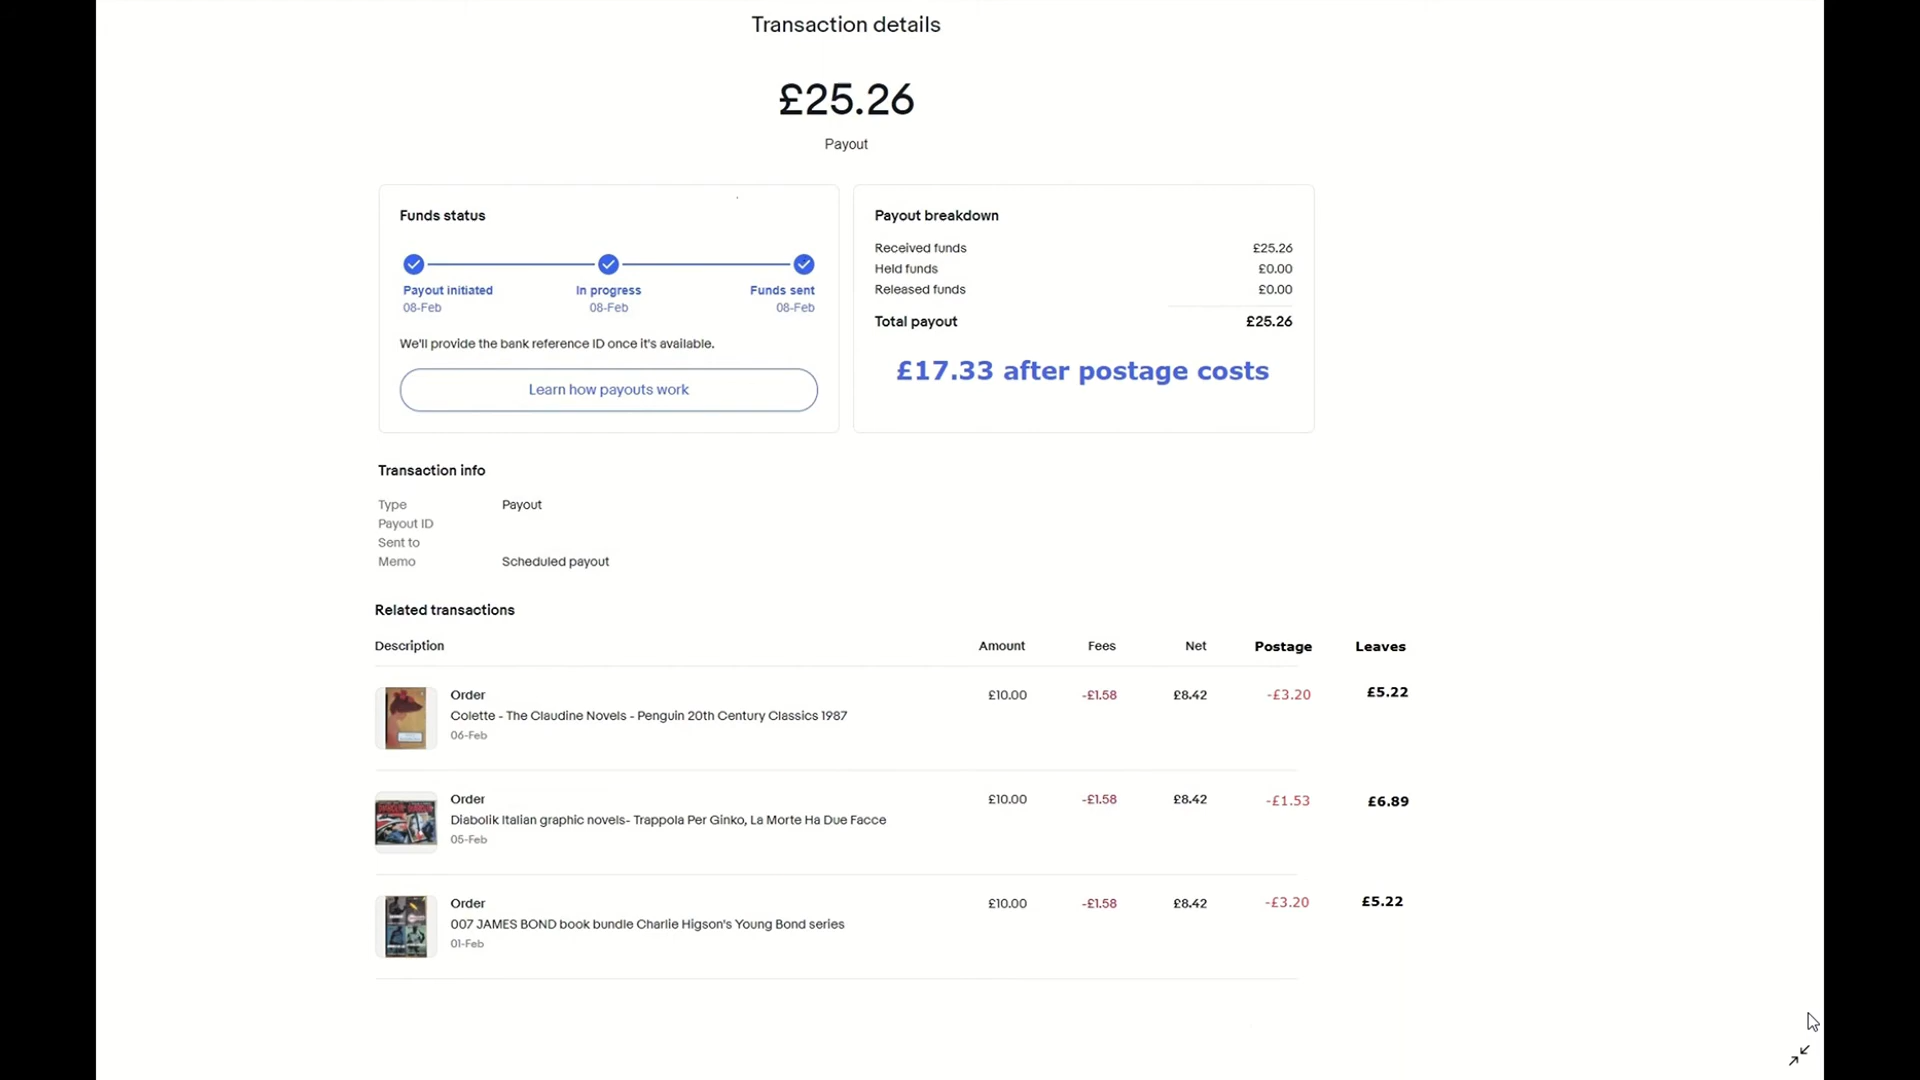 Transaction details
£25.26
Payout
Funds status
Payout initiated In progress Funds sent
08-Feb 08-Feb 08-Feb
We'll provide the bank reference ID once it's available.
Learn how payouts work
Payout breakdown
Received funds £25.26
Held funds £0.00
Released funds £0.00
Total payout £25.26
£17.33 after postage costs
Transaction info
Type Payout
Payout ID
Sent to
Memo Scheduled payout
Related transactions
Description Amount Fees Net Postage Leaves
Order £10.00 -£1.58 £8.42 -£3.20 £5.22
Colette - The Claudine Novels - Penguin 20th Century Classics 1987
06-Feb
Order £10.00 -£1.58 £8.42 -£1.53 £6.89
Diabolik Italian graphic novels- Trappola Per Ginko, La Morte Ha Due Facce
05-Feb
Order £10.00 -£1.58 £8.42 -£3.20 £5.22
007 JAMES BOND book bundle Charlie Higson's Young Bond series
01-Feb